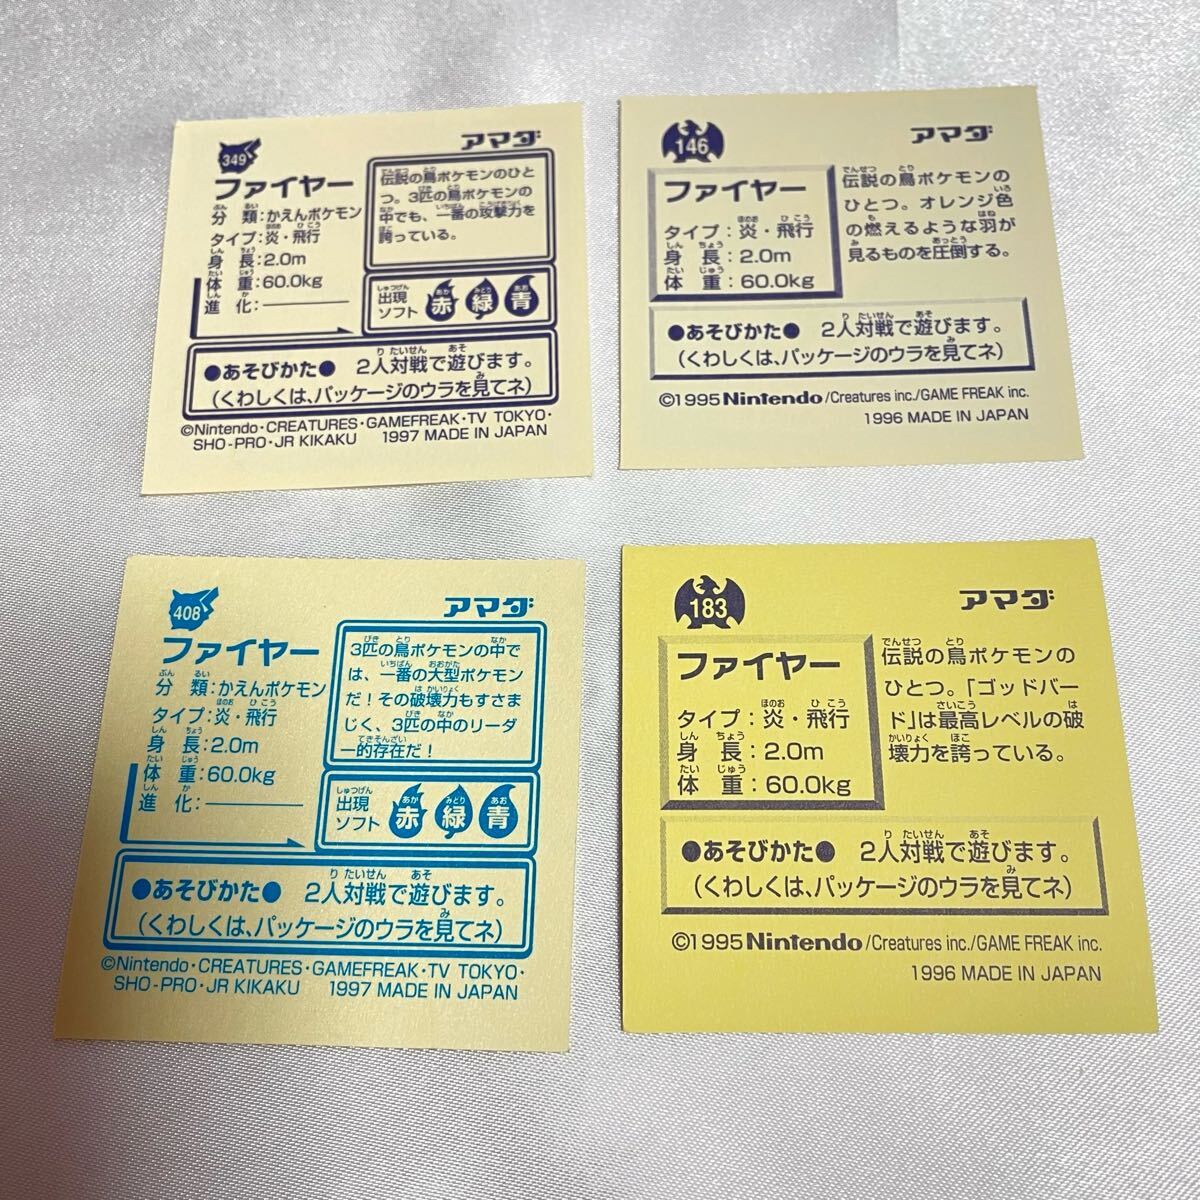 349
アマダ
ファイヤー
分類:かえんポケモン
タイプ:炎・飛行
身長:2.0m
体重:60.0kg
進化:
伝説の鳥ポケモンのひと
つ。3匹の鳥ポケモンの
中でも、一番の攻撃力を
誇っている。
出現
ソフト
赤 緑 青
●あそびかた● 2人対戦で遊びます。
(くわしくは、パッケージのウラを見てネ)
©Nintendo・CREATURES・GAMEFREAK・TV TOKYO・
SHO-PRO・JR KIKAKU 1997 MADE IN JAPAN
146
アマダ
ファイヤー
タイプ:炎・飛行
身長:2.0m
体重:60.0kg
伝説の鳥ポケモンの
ひとつ。オレンジ色
の燃えるような羽が
見るものを圧倒する。
●あそびかた● 2人対戦で遊びます。
(くわしくは、パッケージのウラを見てネ)
©1995 Nintendo/Creatures inc./GAME FREAK inc.
1996 MADE IN JAPAN
408
アマダ
ファイヤー
分類:かえんポケモン
タイプ:炎・飛行
身長:2.0m
体重:60.0kg
進化:
3匹の鳥ポケモンの中で
は、一番の大型ポケモン
だ!その破壊力もすさま
じく、3匹の中のリーダ
ー的存在だ!
出現
ソフト
赤 緑 青
●あそびかた● 2人対戦で遊びます。
(くわしくは、パッケージのウラを見てネ)
©Nintendo・CREATURES・GAMEFREAK・TV TOKYO・
SHO-PRO・JR KIKAKU 1997 MADE IN JAPAN
183
アマダ
ファイヤー
タイプ:炎・飛行
身長:2.0m
体重:60.0kg
伝説の鳥ポケモンの
ひとつ。「ゴッドバー
ド」は最高レベルの破
壊力を誇っている。
●あそびかた● 2人対戦で遊びます。
(くわしくは、パッケージのウラを見てネ)
©1995 Nintendo/Creatures inc./GAME FREAK inc.
1996 MADE IN JAPAN